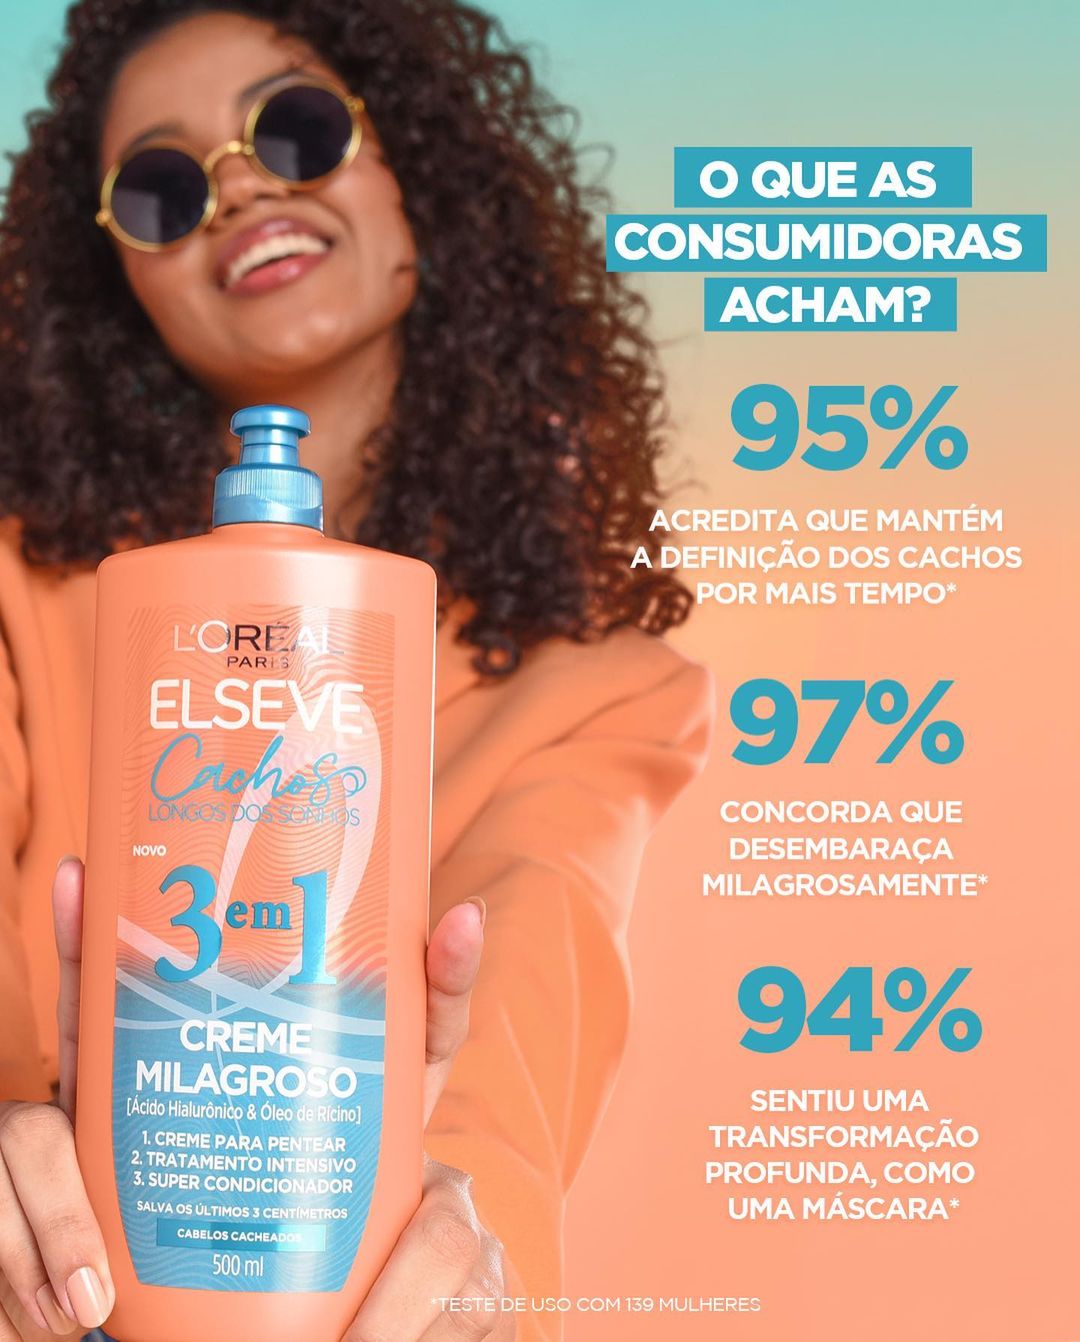 O QUE AS
CONSUMIDORAS
ACHAM?
95%
ACREDITA QUE MANTÉM
A DEFINIÇÃO DOS CACHOS
POR MAIS TEMPO*
97%
CONCORDA QUE
DESEMBARAÇA
MILAGROSAMENTE*
94%
SENTIU UMA
TRANSFORMAÇÃO
PROFUNDA, COMO
UMA MÁSCARA*
L'ORÉAL
PARIS
ELSEVE
Cachos
LONGOS DOS SONHOS
NOVO
3 em 1
CREME
MILAGROSO
[Ácido Hialurônico & Óleo de Rícino]
1. CREME PARA PENTEAR
2. TRATAMENTO INTENSIVO
3. SUPER CONDICIONADOR
SALVA OS ÚLTIMOS 3 CENTÍMETROS
CABELOS CACHEADOS
500 ml
*TESTE DE USO COM 139 MULHERES